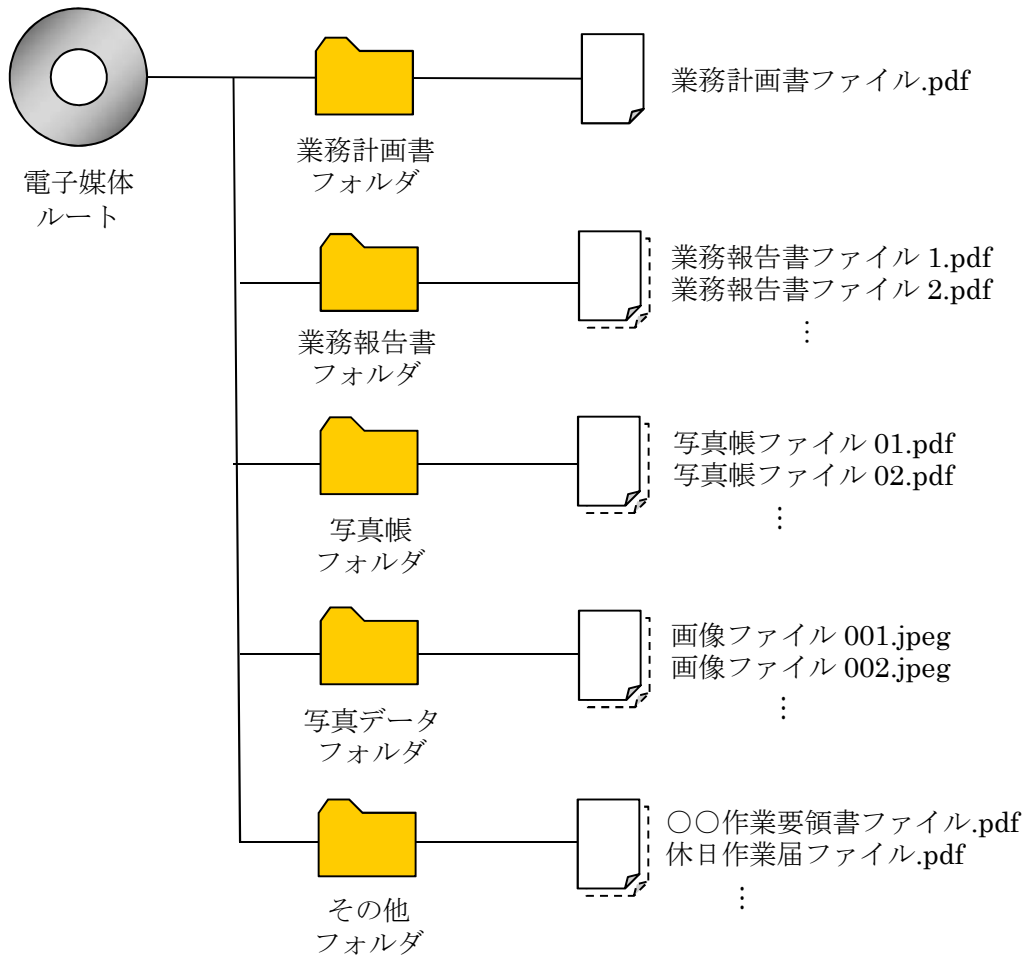 電子媒体
ルート
業務計画書
フォルダ
業務計画書ファイル.pdf
業務報告書
フォルダ
業務報告書ファイル 1.pdf
業務報告書ファイル 2.pdf
⋮
写真帳
フォルダ
写真帳ファイル 01.pdf
写真帳ファイル 02.pdf
⋮
写真データ
フォルダ
画像ファイル 001.jpeg
画像ファイル 002.jpeg
⋮
その他
フォルダ
〇〇作業要領書ファイル.pdf
休日作業届ファイル.pdf
⋮